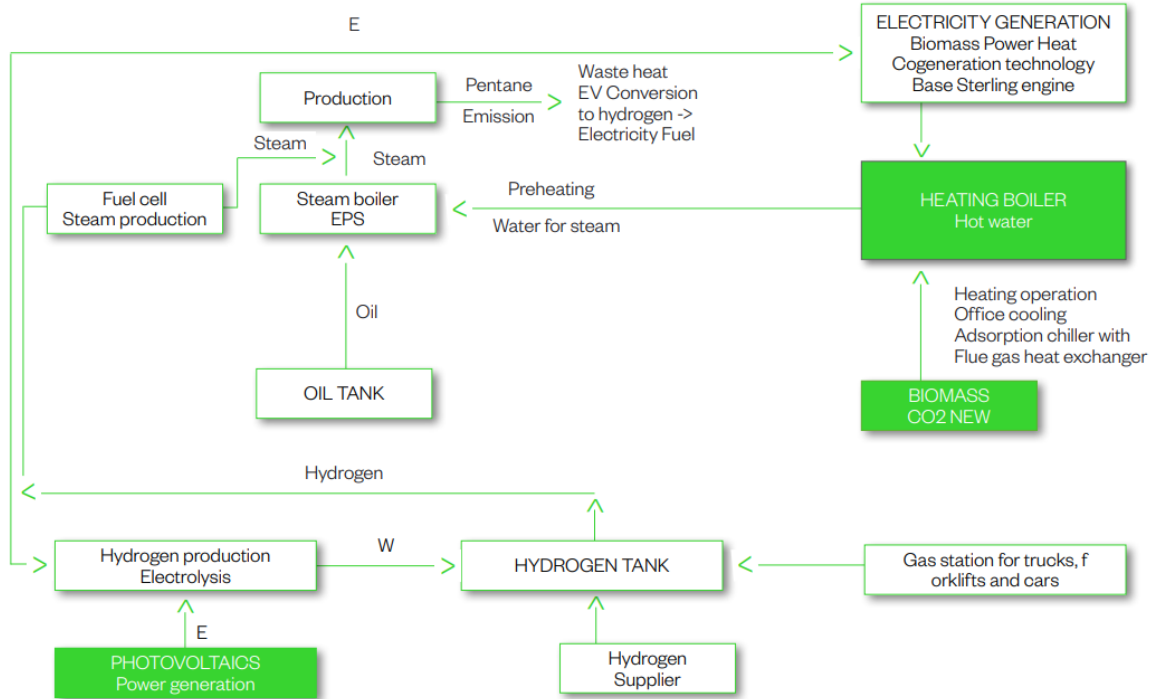 E
ELECTRICITY GENERATION
Biomass Power Heat
Cogeneration technology
Base Sterling engine
Production
Pentane
Emission
Waste heat
EV Conversion
to hydrogen ->
Electricity Fuel
Steam
Steam
Fuel cell
Steam production
Steam boiler
EPS
Preheating
Water for steam
HEATING BOILER
Hot water
Oil
Heating operation
Office cooling
Adsorption chiller with
Flue gas heat exchanger
OIL TANK
BIOMASS
CO2 NEW
Hydrogen
Hydrogen production
Electrolysis
W
HYDROGEN TANK
Gas station for trucks, f
orklifts and cars
E
PHOTOVOLTAICS
Power generation
Hydrogen
Supplier